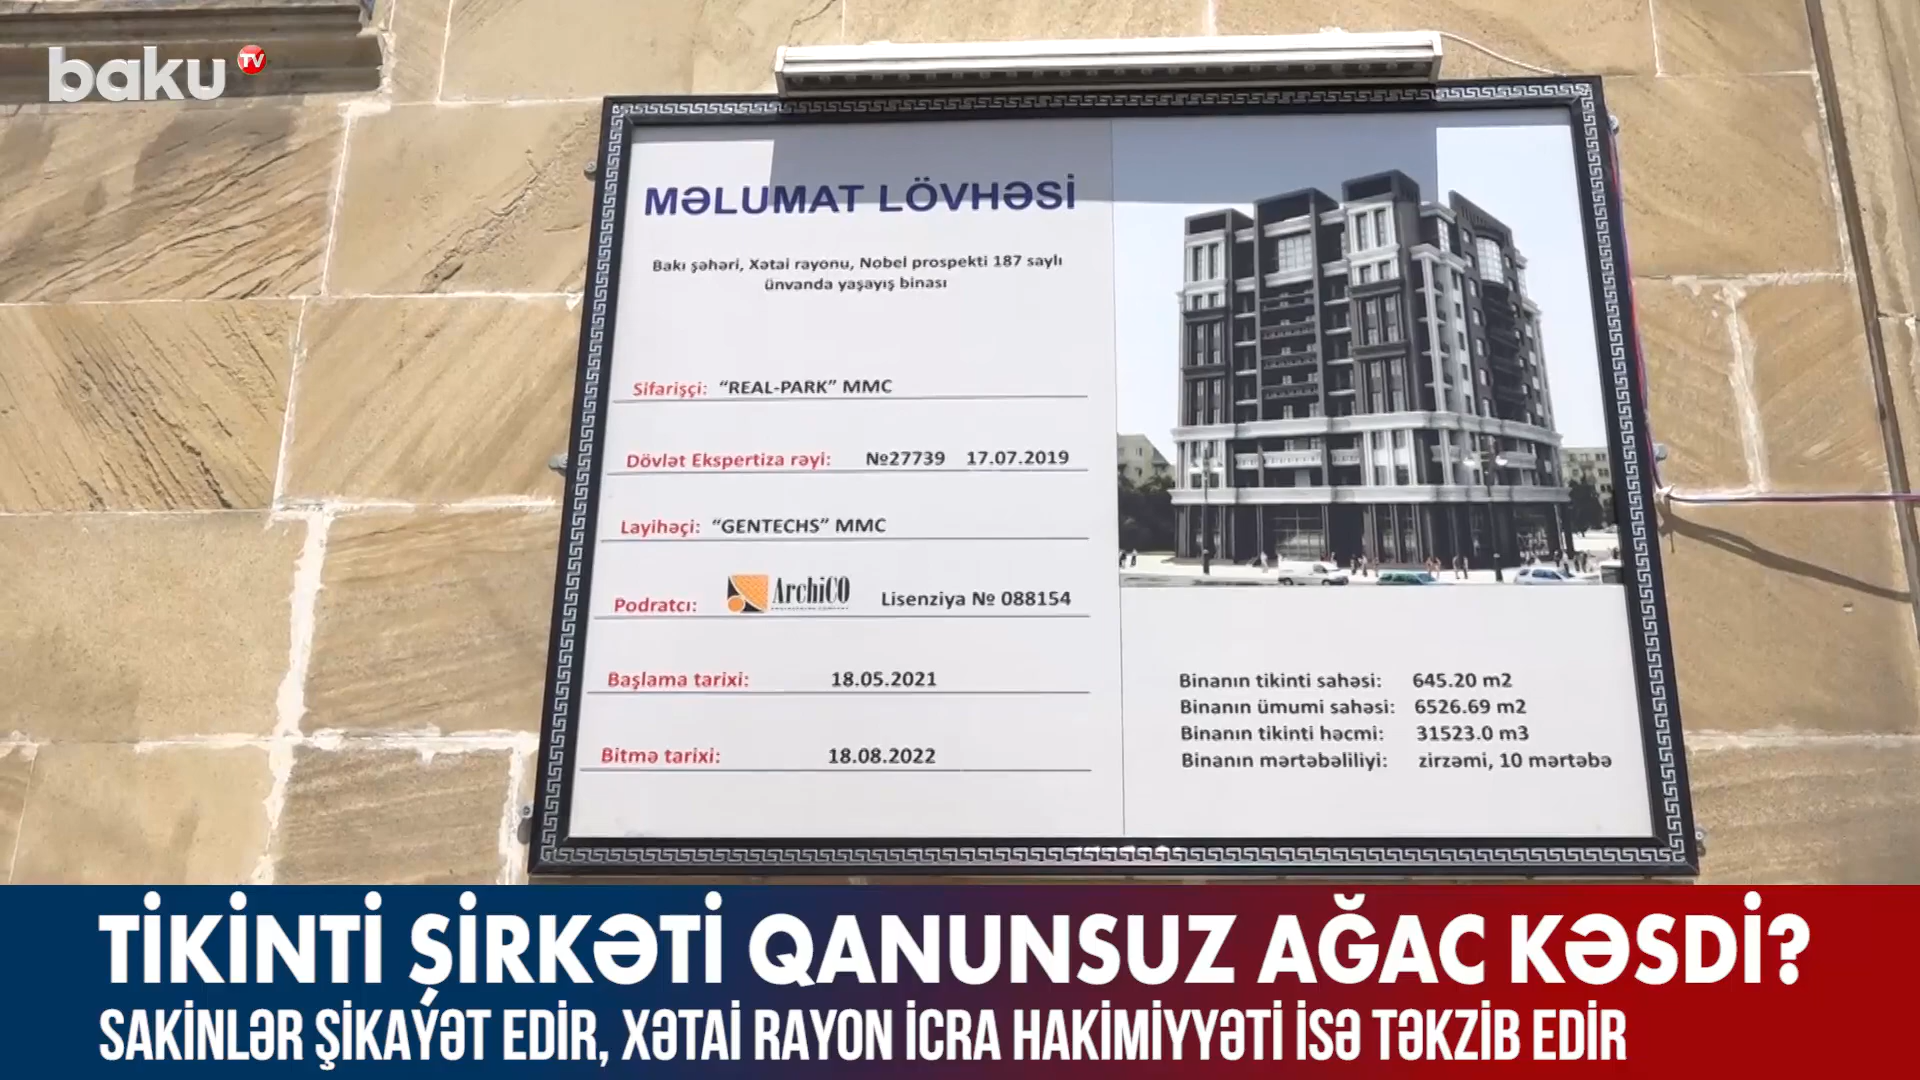 baku TV
MƏLUMAT LÖVHƏSİ
Bakı şəhəri, Xətai rayonu, Nobel prospekti 187 saylı
ünvanda yaşayış binası
Sifarişçi: “REAL-PARK” MMC
Dövlət Ekspertiza rəyi: №27739 17.07.2019
Layihəçi: “GENTECHS” MMC
Podratcı: ArchiCO Lisenziya № 088154
Başlama tarixi: 18.05.2021
Bitmə tarixi: 18.08.2022
Binanın tikinti sahəsi: 645.20 m2
Binanın ümumi sahəsi: 6526.69 m2
Binanın tikinti həcmi: 31523.0 m3
Binanın mərtəbəliliyi: zirzəmi, 10 mərtəbə
TİKİNTİ ŞİRKƏTİ QANUNSUZ AĞAC KƏSDİ?
SAKİNLƏR ŞİKAYƏT EDİR, XƏTAİ RAYON İCRA HAKİMİYYƏTİ İSƏ TƏKZİB EDİR